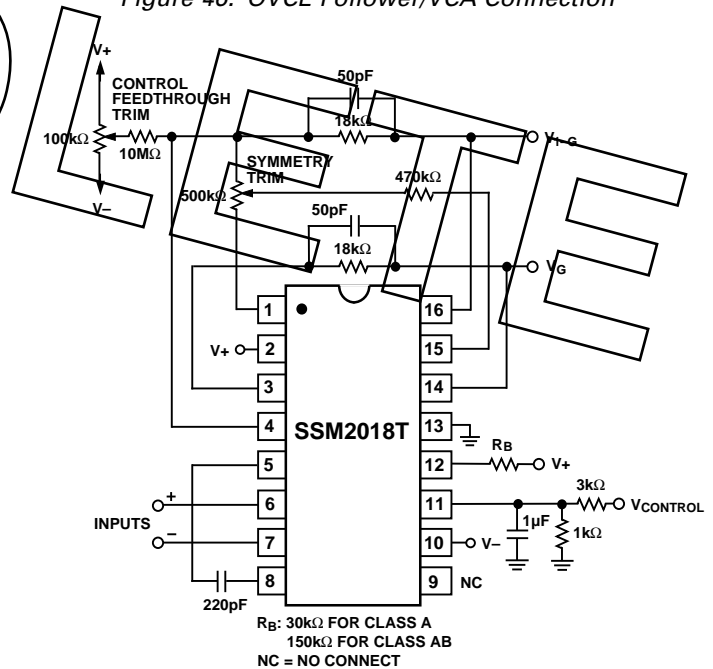 Figure 46. OVCE Follower/VCA Connection
V+
CONTROL
FEEDTHROUGH
TRIM
100kΩ
10MΩ
V–
50pF
18kΩ
V1–G
SYMMETRY
TRIM
500kΩ
470kΩ
50pF
18kΩ
VG
1
2
3
4
5
6
7
8
16
15
14
13
12
11
10
9
V+
SSM2018T
RB
V+
3kΩ
VCONTROL
1µF
1kΩ
INPUTS
+
–
V–
NC
220pF
RB: 30kΩ FOR CLASS A
150kΩ FOR CLASS AB
NC = NO CONNECT